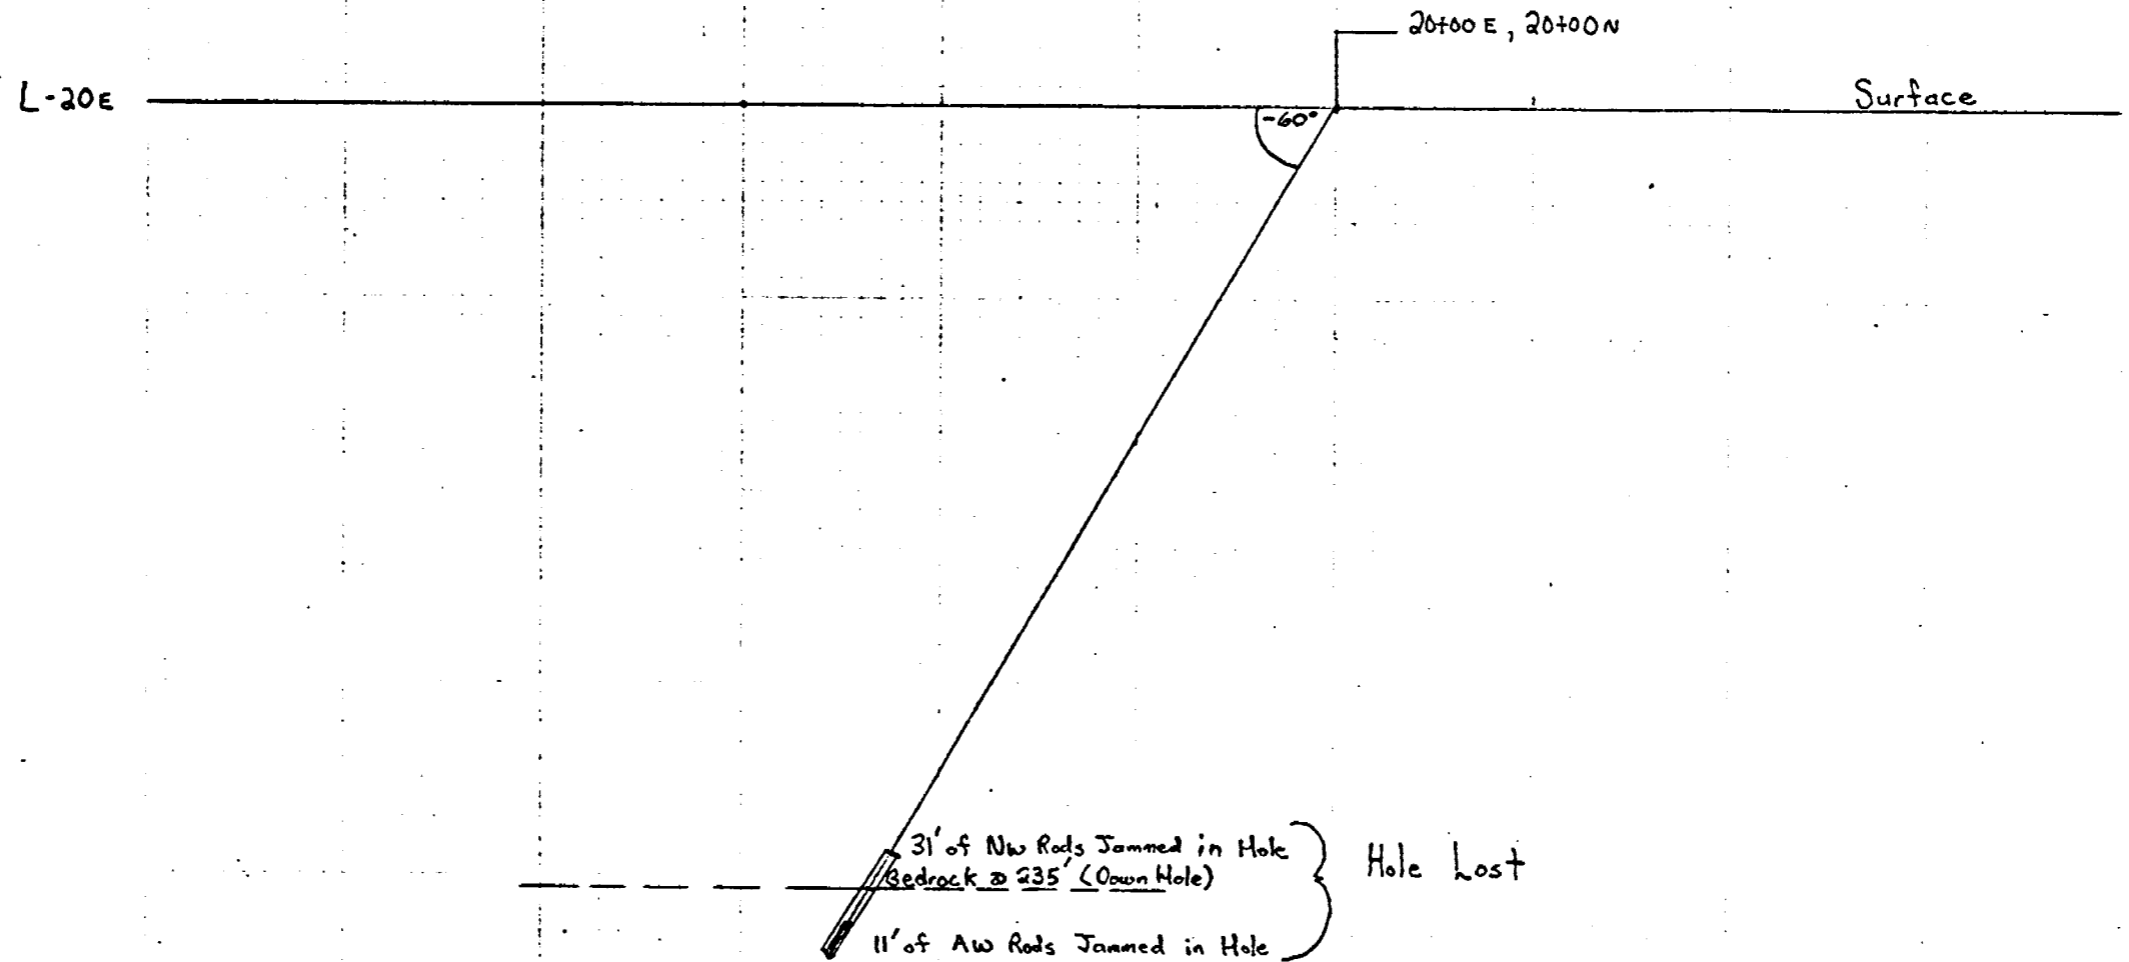 20+00 E, 20+00 N
L-20E
Surface
-60°
31' of NW Rods Jammed in Hole
Bedrock @ 235' (Down Hole)
Hole Lost
11' of AW Rods Jammed in Hole